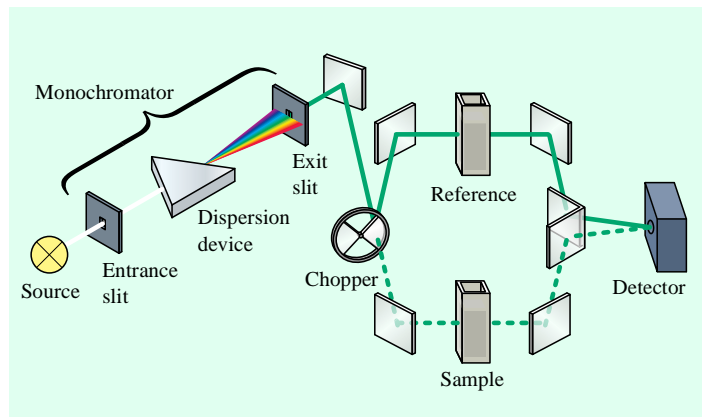 Monochromator
Exit
slit
Dispersion
device
Entrance
slit
Source
Chopper
Reference
Sample
Detector